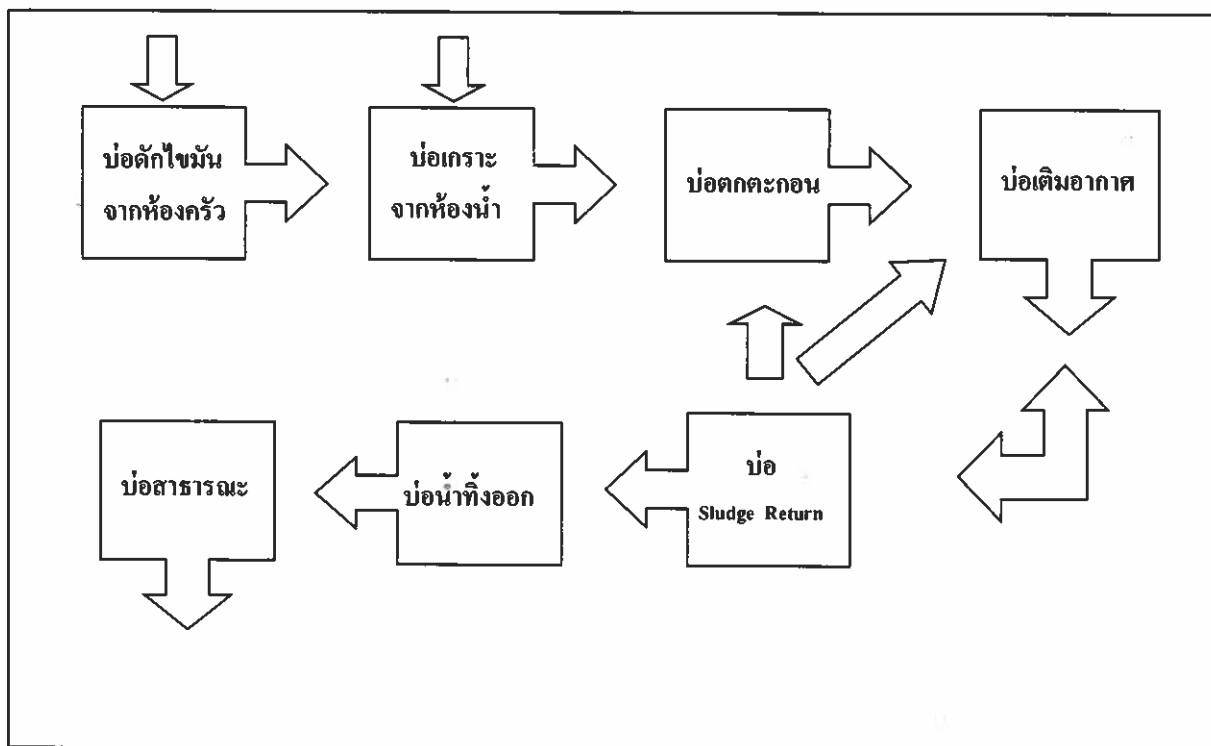 บ่อดักไขมัน
จากห้องครัว
บ่อเกราะ
จากห้องน้ำ
บ่อตกตะกอน
บ่อเติมอากาศ
บ่อสาธารณะ
บ่อน้ำทิ้งออก
บ่อ
Sludge Return